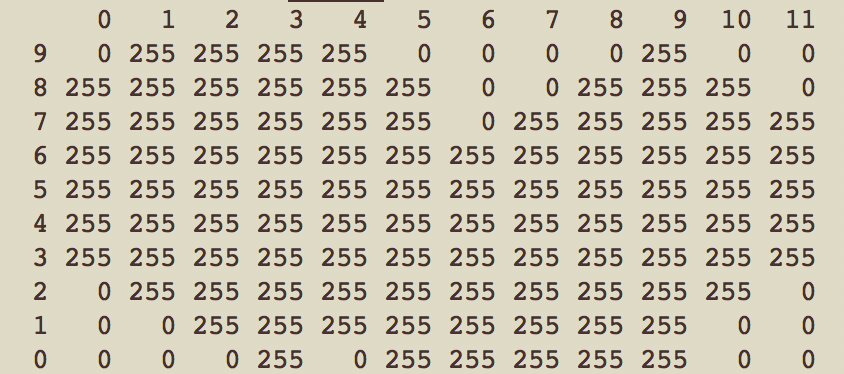 0 1 2 3 4 5 6 7 8 9 10 11
9 0 255 255 255 255 0 0 0 0 255 0 0
8 255 255 255 255 255 255 0 0 255 255 255 0
7 255 255 255 255 255 255 0 255 255 255 255 255
6 255 255 255 255 255 255 255 255 255 255 255 255
5 255 255 255 255 255 255 255 255 255 255 255 255
4 255 255 255 255 255 255 255 255 255 255 255 255
3 255 255 255 255 255 255 255 255 255 255 255 255
2 0 255 255 255 255 255 255 255 255 255 255 0
1 0 0 255 255 255 255 255 255 255 255 0 0
0 0 0 0 255 0 255 255 255 255 255 0 0